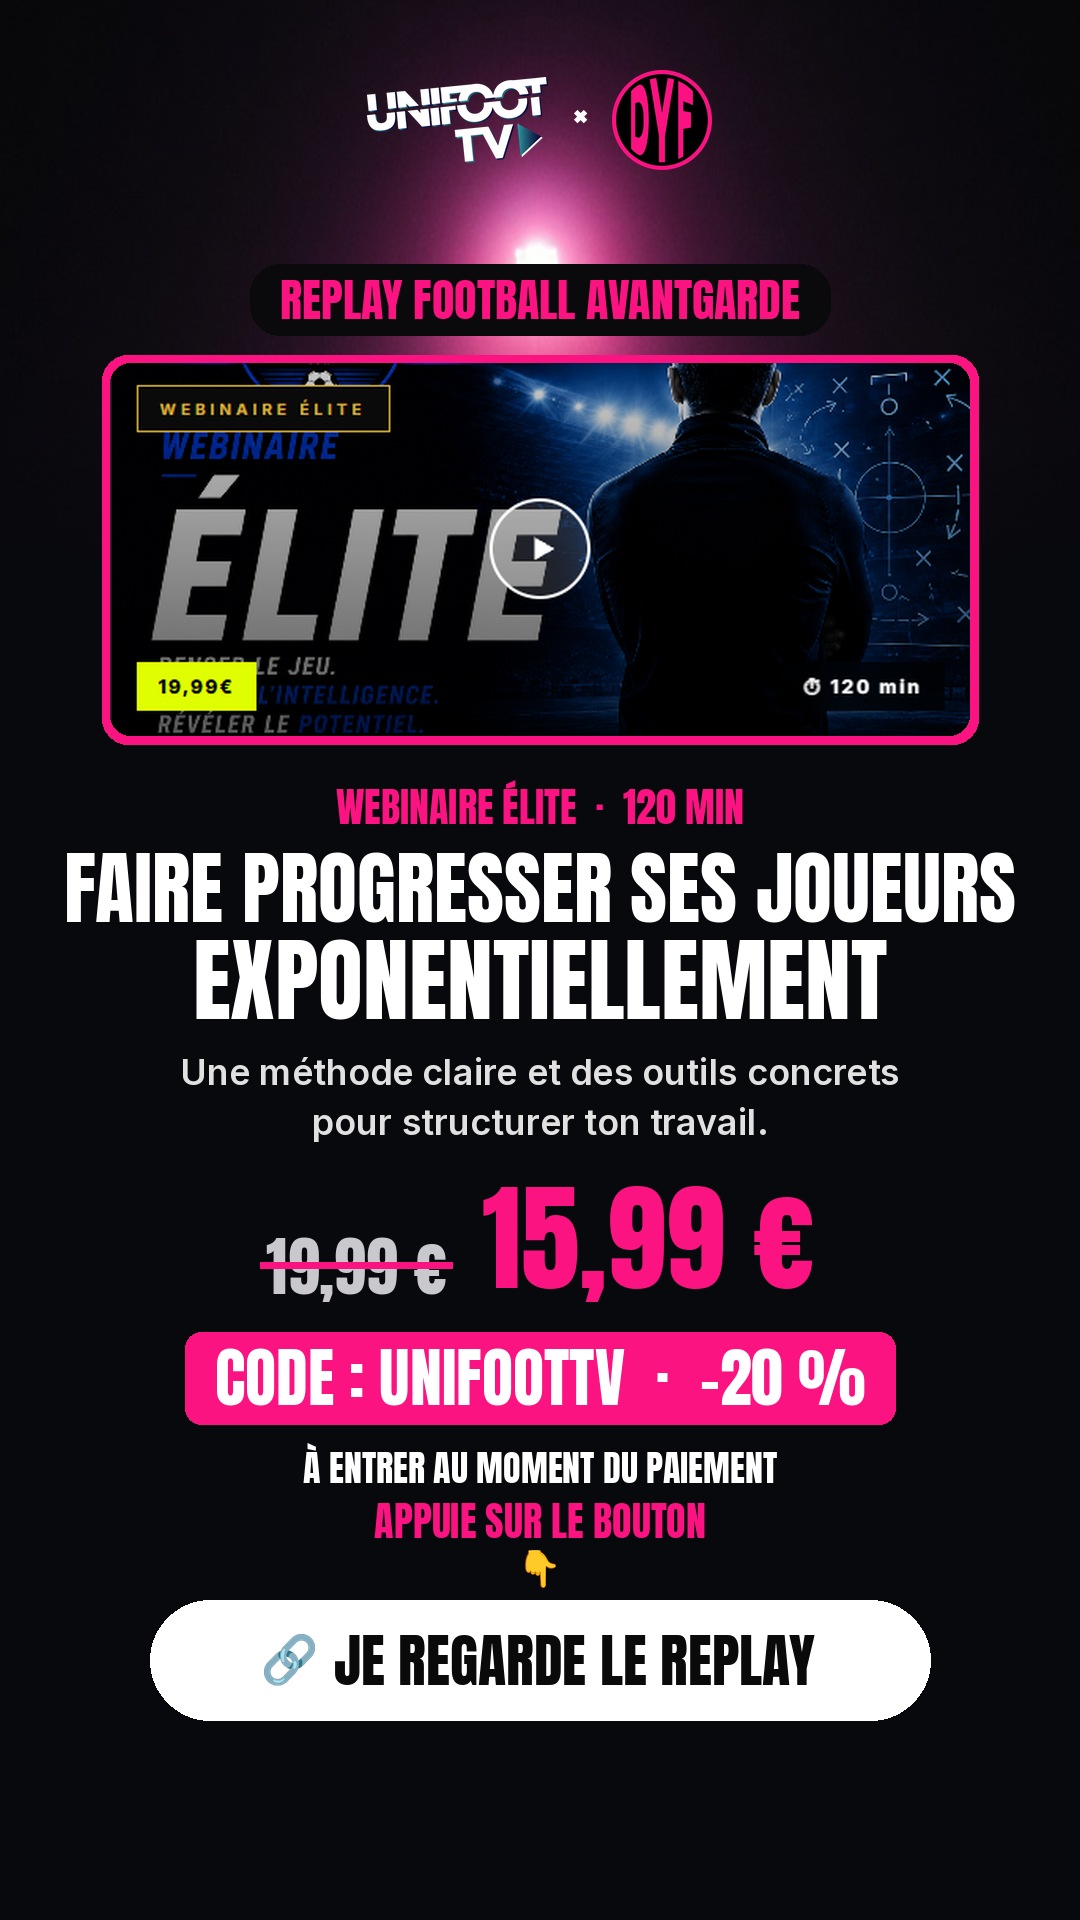 UNIFOOT
TV
×
DYF
REPLAY FOOTBALL AVANTGARDE
WEBINAIRE ÉLITE
WEBINAIRE
ÉLITE
LE JEU.
19,99€
L'INTELLIGENCE.
⏱ 120 min
RÉVÉLER LE POTENTIEL.
WEBINAIRE ÉLITE · 120 MIN
FAIRE PROGRESSER SES JOUEURS
EXPONENTIELLEMENT
Une méthode claire et des outils concrets
pour structurer ton travail.
19,99 € 15,99 €
CODE : UNIFOOTTV · -20 %
À ENTRER AU MOMENT DU PAIEMENT
APPUIE SUR LE BOUTON
👇
🔗 JE REGARDE LE REPLAY